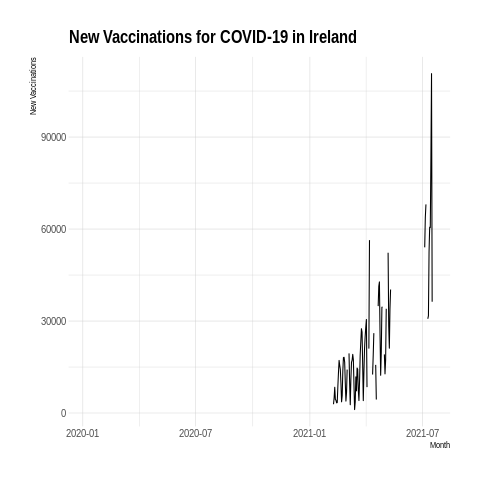 New Vaccinations for COVID-19 in Ireland
New Vaccinations
90000
60000
30000
0
2020-01 2020-07 2021-01 2021-07
Month